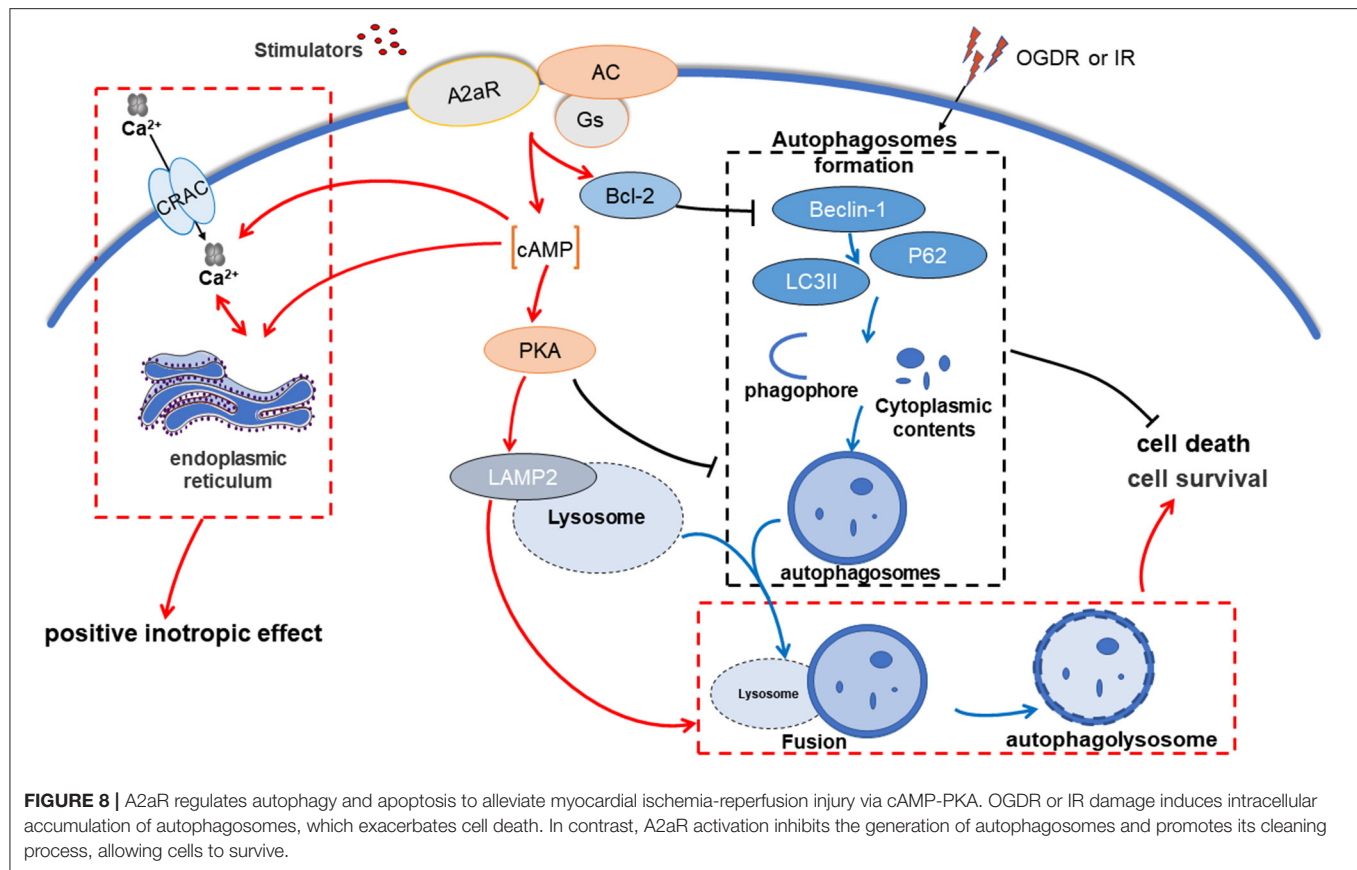 Stimulators
A2aR
AC
Gs
OGDR or IR
Ca²⁺
CRAC
Ca²⁺
Bcl-2
[cAMP]
PKA
Autophagosomes
formation
Beclin-1
P62
LC3II
phagophore
Cytoplasmic
contents
autophagosomes
endoplasmic
reticulum
LAMP2
Lysosome
cell death
cell survival
positive inotropic effect
Lysosome
Fusion
autophagolysosome
FIGURE 8 | A2aR regulates autophagy and apoptosis to alleviate myocardial ischemia-reperfusion injury via cAMP-PKA. OGDR or IR damage induces intracellular
accumulation of autophagosomes, which exacerbates cell death. In contrast, A2aR activation inhibits the generation of autophagosomes and promotes its cleaning
process, allowing cells to survive.